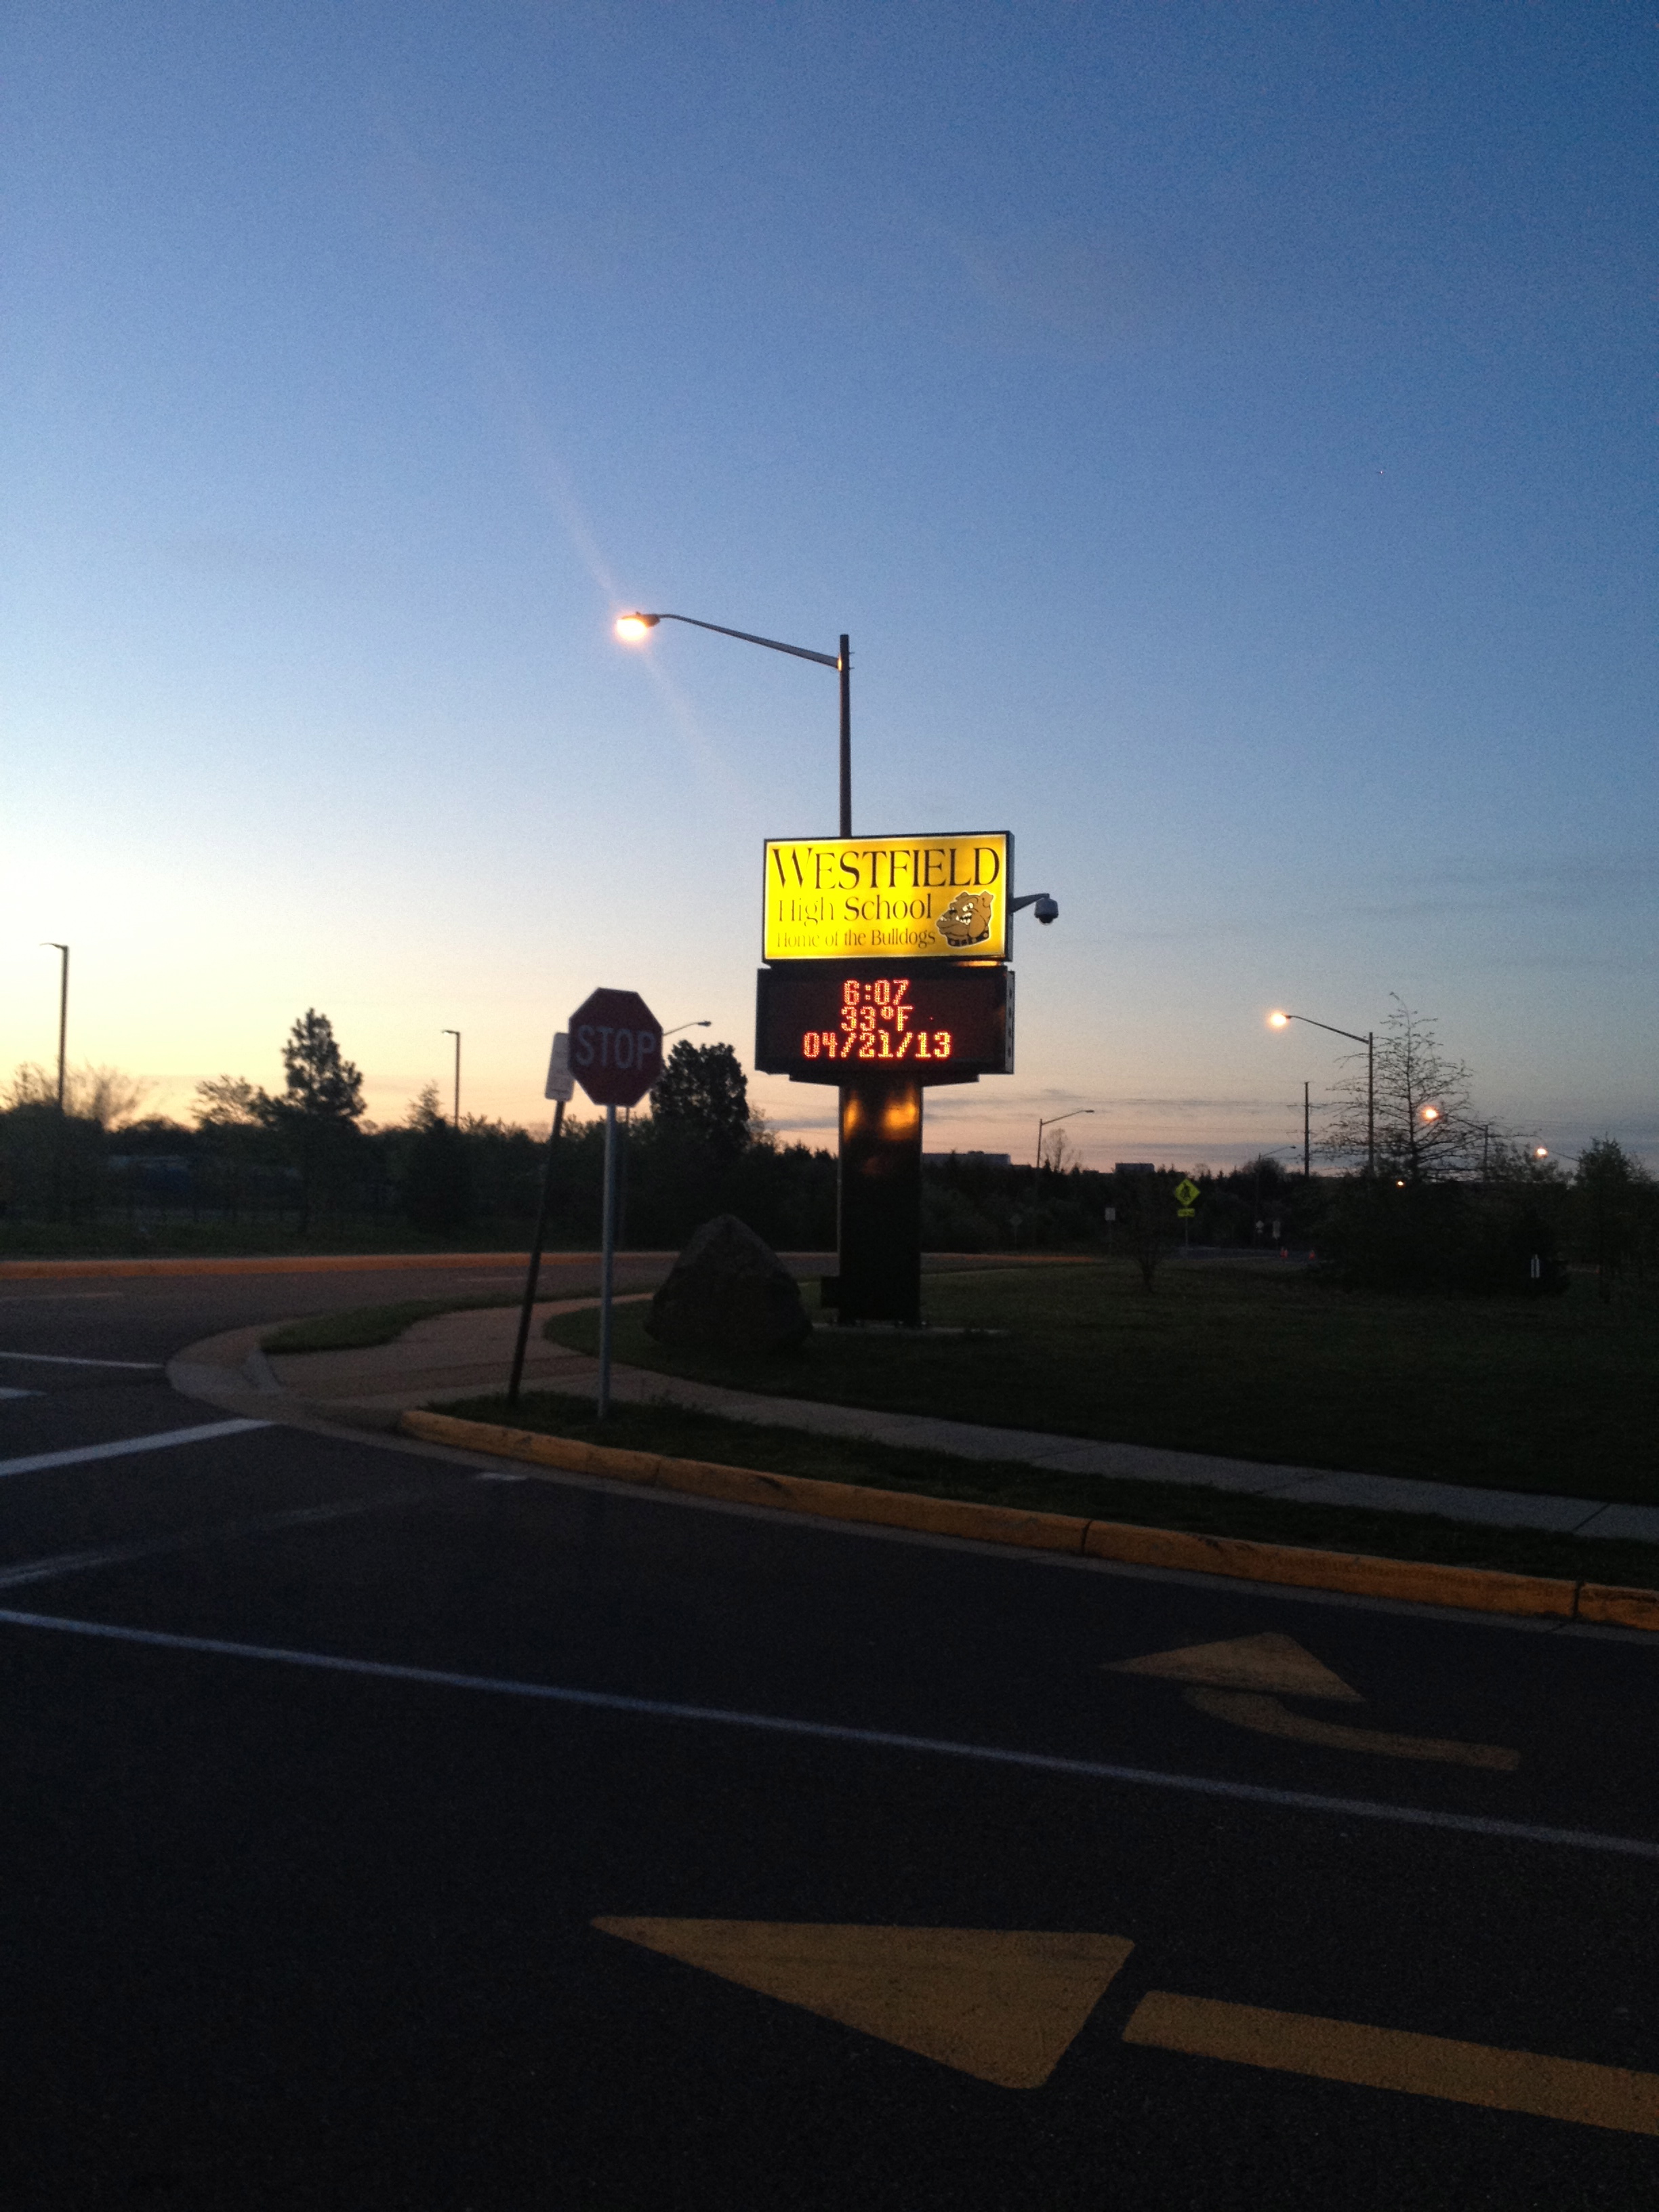 WESTFIELD
High School
Home of the Bulldogs
6:07
33°F
04/21/13
STOP